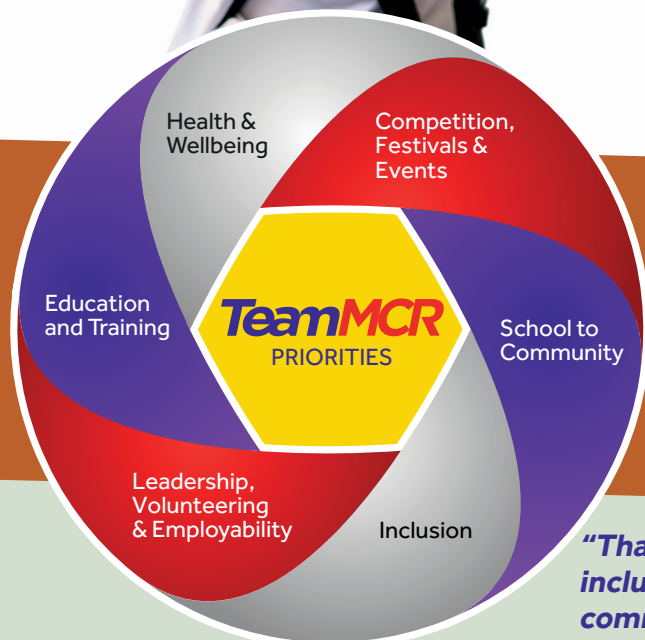 Health &
Wellbeing
Competition,
Festivals &
Events
Education
and Training
TeamMCR
PRIORITIES
School to
Community
Leadership,
Volunteering
& Employability
Inclusion